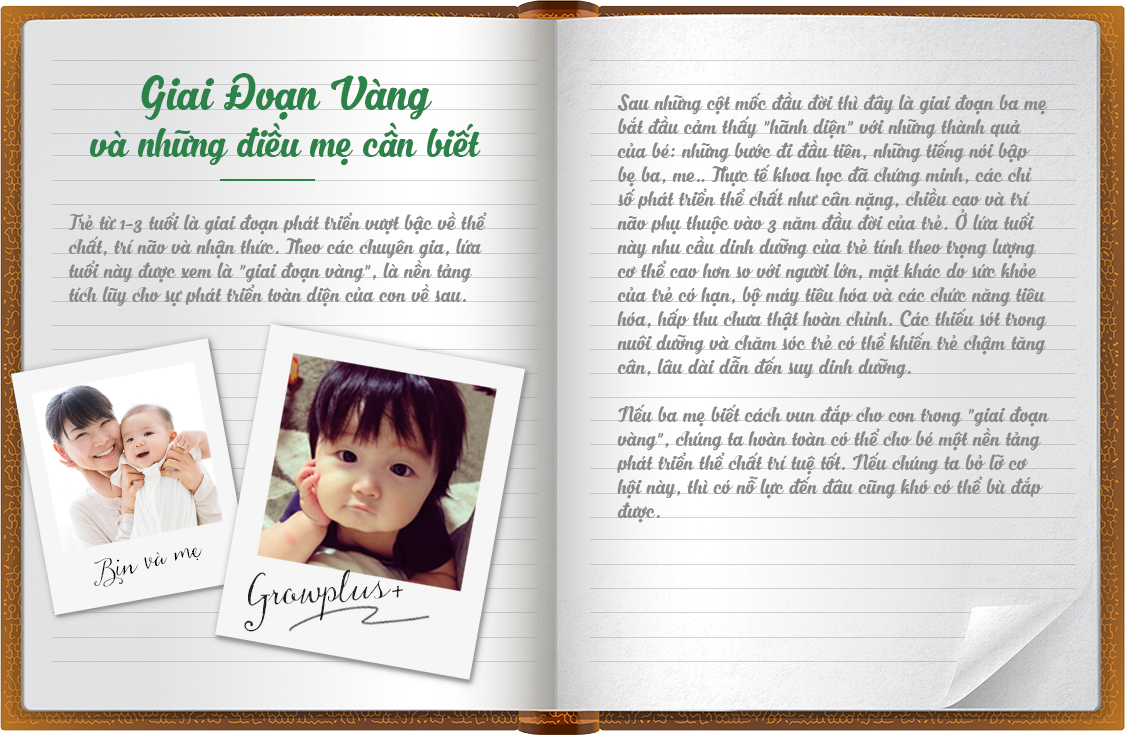 Giai Đoạn Vàng
và những điều mẹ cần biết
Trẻ từ 1-3 tuổi là giai đoạn phát triển vượt bậc về thể
chất, trí não và nhận thức. Theo các chuyên gia, lứa
tuổi này được xem là "giai đoạn vàng", là nền tảng
tích lũy cho sự phát triển toàn diện của con về sau.
Bin và mẹ
Growplus+
Sau những cột mốc đầu đời thì đây là giai đoạn ba mẹ
bắt đầu cảm thấy "hãnh diện" với những thành quả
của bé: những bước đi đầu tiên, những tiếng nói bập
bẹ ba, me.. Thực tế khoa học đã chứng minh, các chỉ
số phát triển thể chất như cân nặng, chiều cao và trí
não phụ thuộc vào 3 năm đầu đời của trẻ. Ở lứa tuổi
này nhu cầu dinh dưỡng của trẻ tính theo trọng lượng
cơ thể cao hơn so với người lớn, mặt khác do sức khỏe
của trẻ có hạn, bộ máy tiêu hóa và các chức năng tiêu
hóa, hấp thu chưa thật hoàn chỉnh. Các thiếu sót trong
nuôi dưỡng và chăm sóc trẻ có thể khiến trẻ chậm tăng
cân, lâu dài dẫn đến suy dinh dưỡng.
Nếu ba mẹ biết cách vun đắp cho con trong "giai đoạn
vàng", chúng ta hoàn toàn có thể cho bé một nền tảng
phát triển thể chất trí tuệ tốt. Nếu chúng ta bỏ lỡ cơ
hội này, thì có nỗ lực đến đâu cũng khó có thể bù đắp
được.